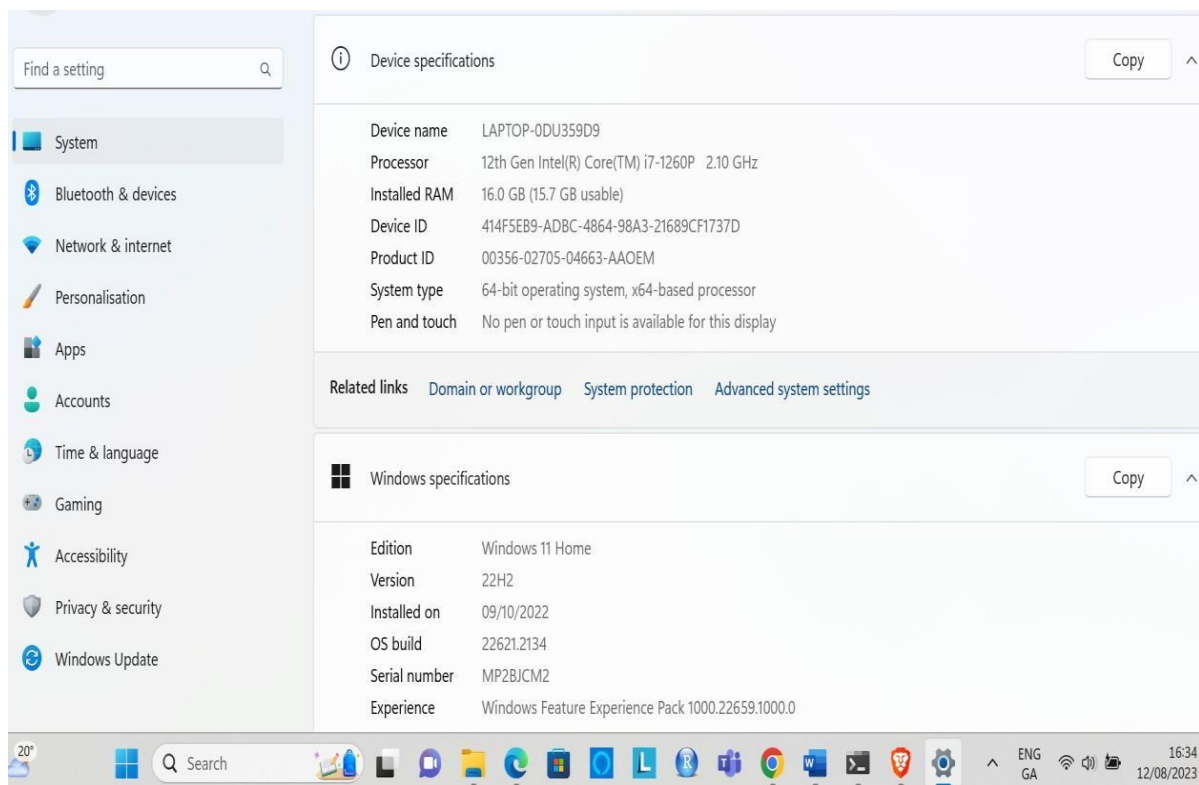 Find a setting
System
Bluetooth & devices
Network & internet
Personalisation
Apps
Accounts
Time & language
Gaming
Accessibility
Privacy & security
Windows Update
Device specifications
Copy
Device name LAPTOP-0DU359D9
Processor 12th Gen Intel(R) Core(TM) i7-1260P 2.10 GHz
Installed RAM 16.0 GB (15.7 GB usable)
Device ID 414F5EB9-ADBC-4864-98A3-21689CF1737D
Product ID 00356-02705-04663-AAOEM
System type 64-bit operating system, x64-based processor
Pen and touch No pen or touch input is available for this display
Related links Domain or workgroup System protection Advanced system settings
Windows specifications
Copy
Edition Windows 11 Home
Version 22H2
Installed on 09/10/2022
OS build 22621.2134
Serial number MP2BJCM2
Experience Windows Feature Experience Pack 1000.22659.1000.0
20°
Search
L
R
ENG
GA
16:34
12/08/2023